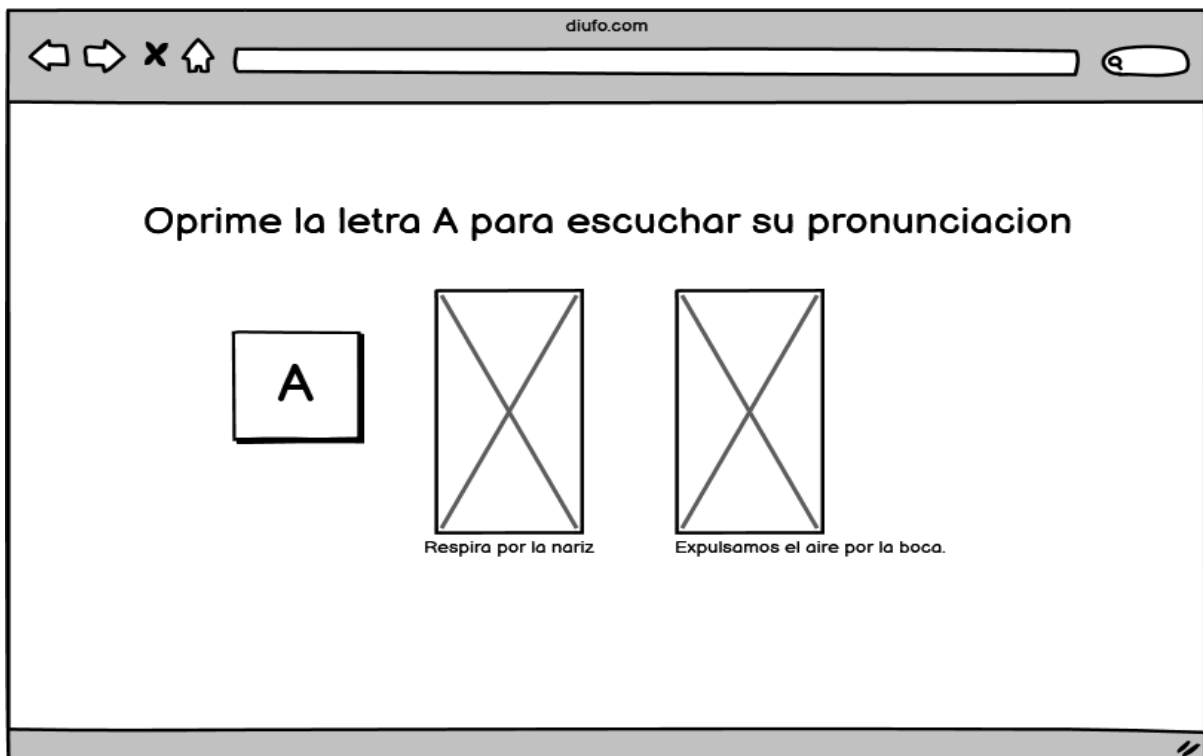 diufo.com
Oprime la letra A para escuchar su pronunciacion
A
Respira por la nariz
Expulsamos el aire por la boca.